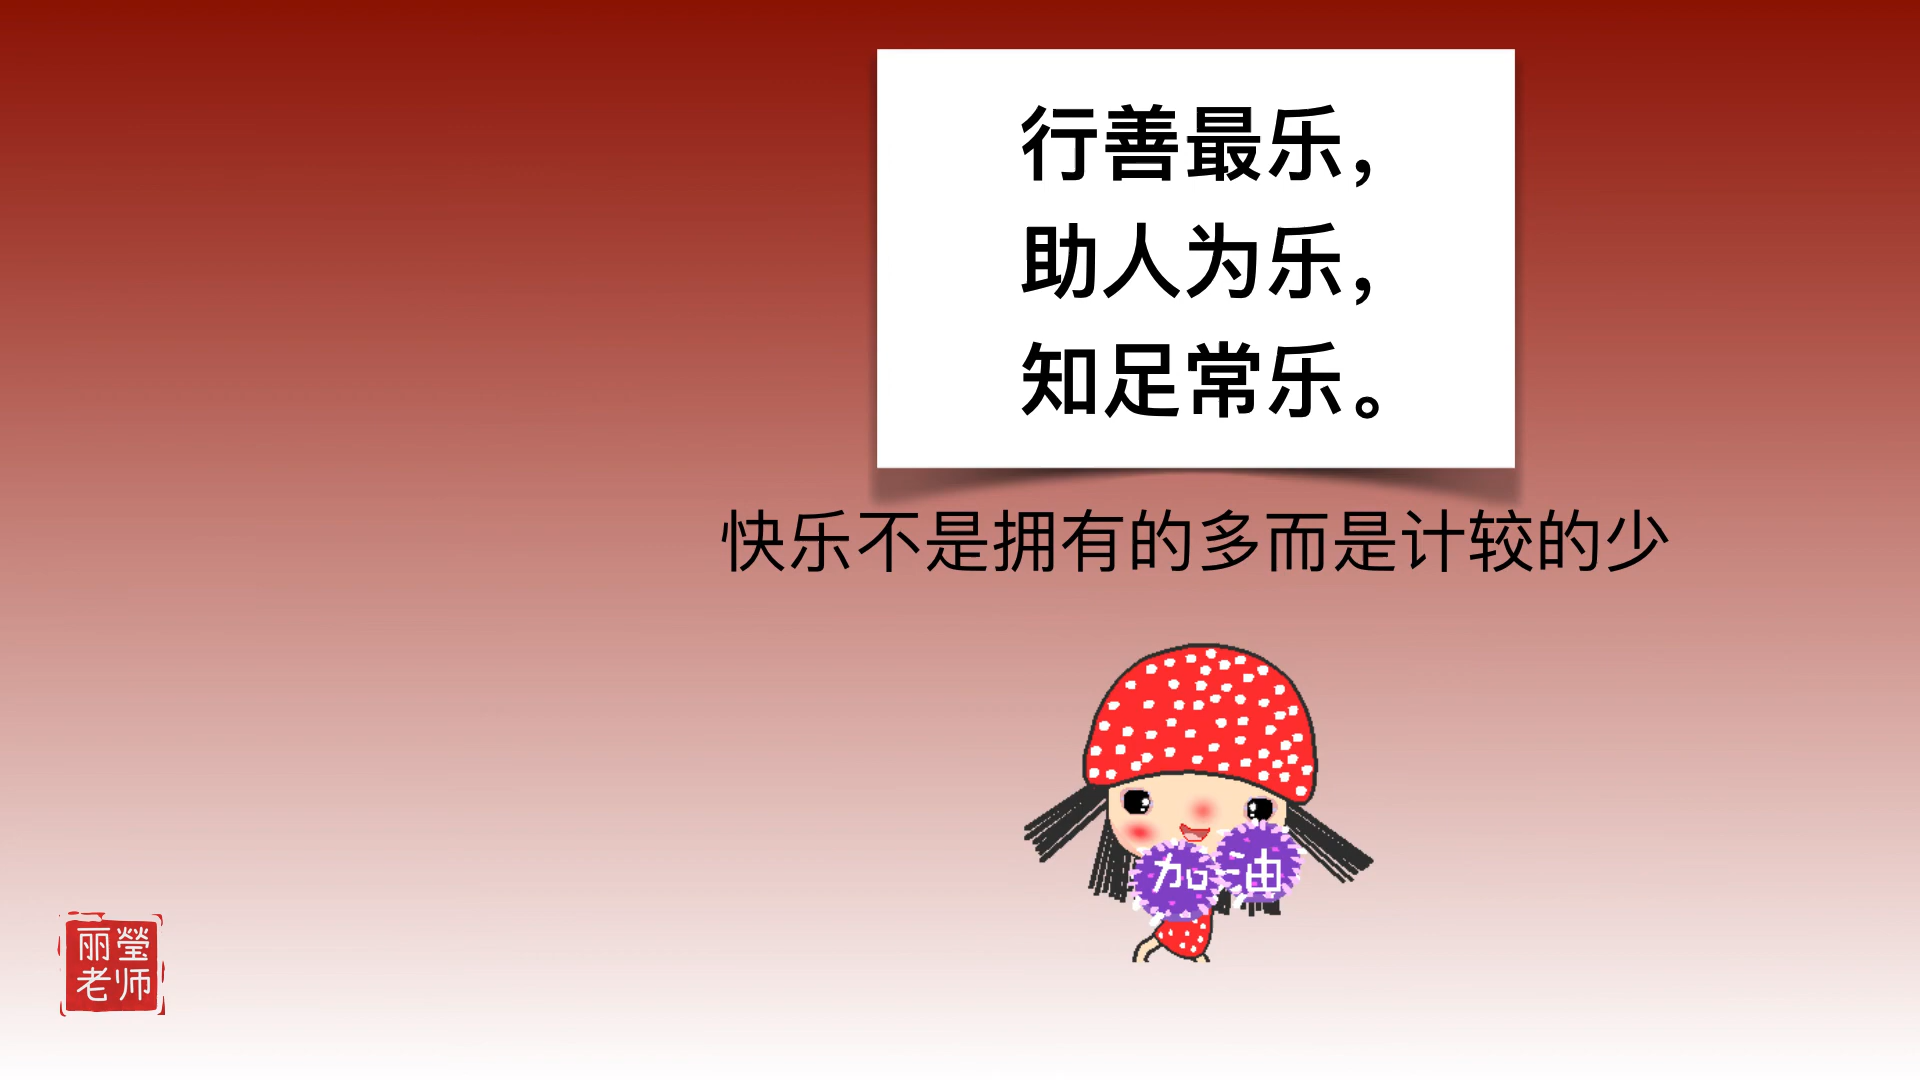 行善最乐，
助人为乐，
知足常乐。
快乐不是拥有的多而是计较的少
加油
丽瑩
老师